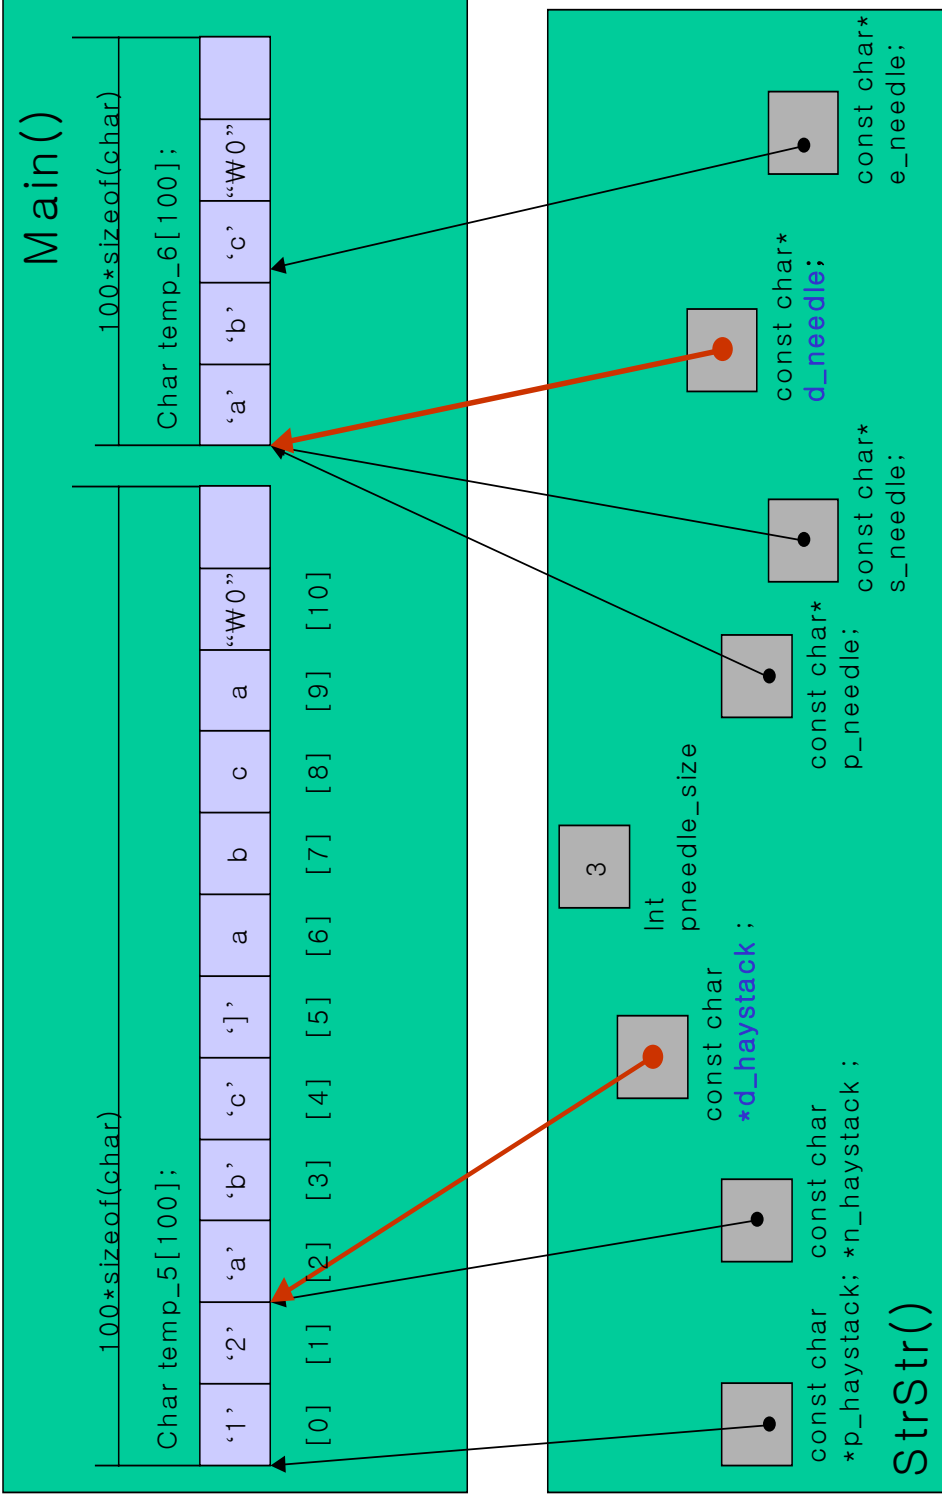 Main()
100*sizeof(char)
100*sizeof(char)
Char temp_5[100];
Char temp_6[100];
‘1’ ‘2’ ‘a’ ‘b’ ‘c’ ‘]’ a b c a “₩0”
‘a’ ‘b’ ‘c’ “₩0”
[0] [1] [2] [3] [4] [5] [6] [7] [8] [9] [10]
3
Int
pneedle_size
const char
*d_haystack ;
const char*
d_needle;
const char
*p_haystack;
const char
*n_haystack ;
const char*
p_needle;
const char*
s_needle;
const char*
e_needle;
StrStr()